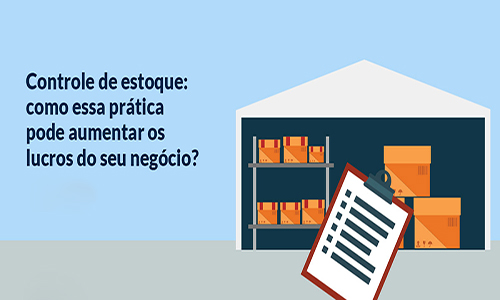 Controle de estoque:
como essa prática
pode aumentar os
lucros do seu negócio?